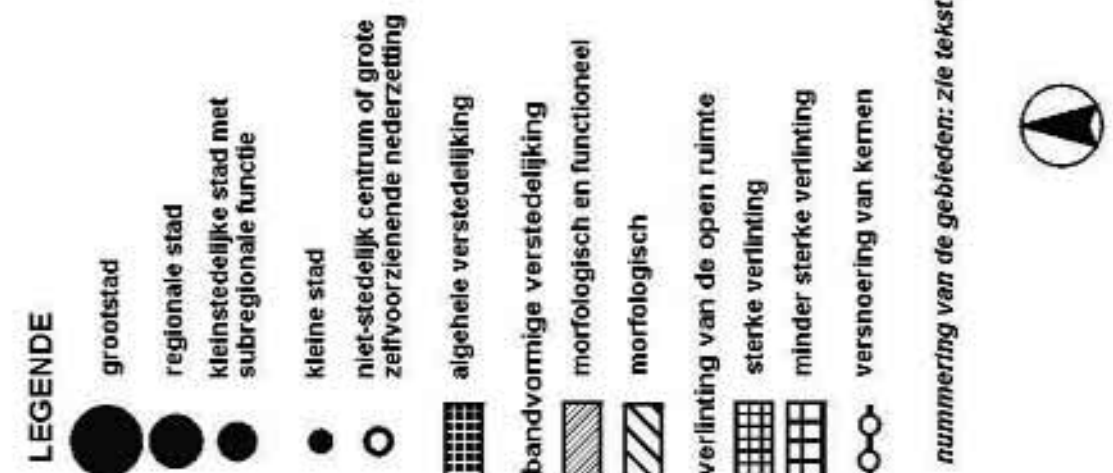 LEGENDE
grootstad
regionale stad
kleinstedelijke stad met
subregionale functie
kleine stad
niet-stedelijk centrum of grote
zelfvoorzienende nederzetting
algehele verstedelijking
bandvormige verstedelijking
morfologisch en functioneel
morfologisch
verlinting van de open ruimte
sterke verlinting
minder sterke verlinting
versnoering van kernen
nummering van de gebieden: zie tekst